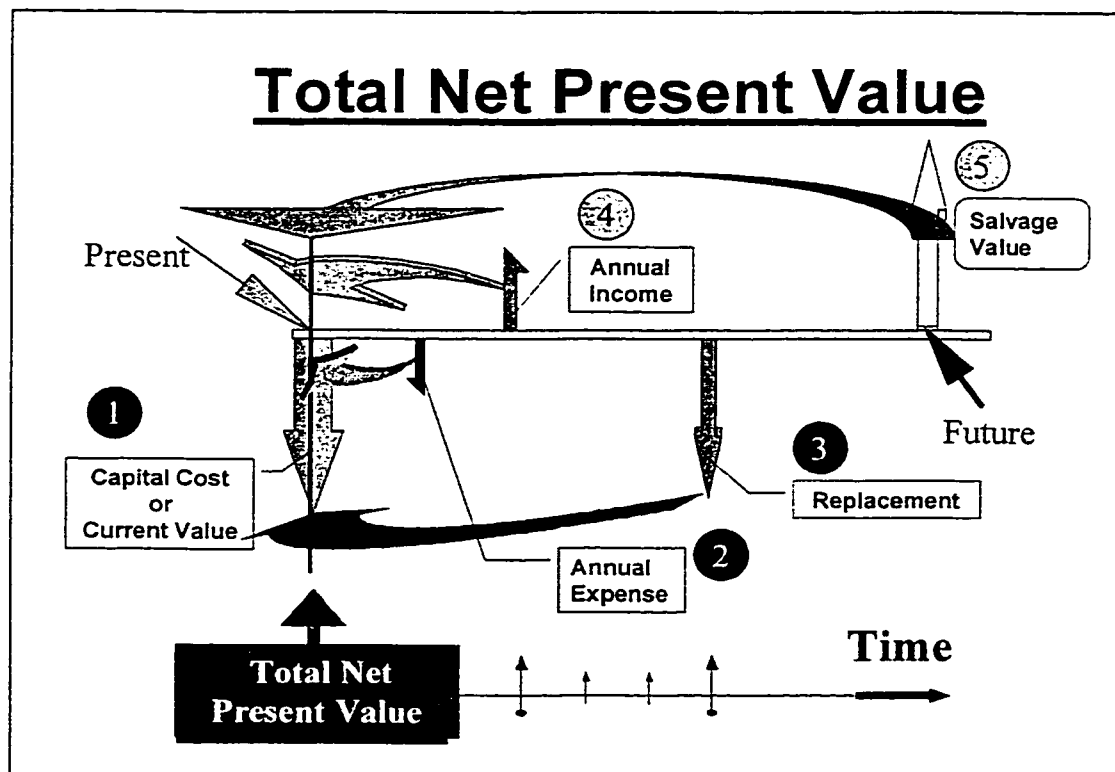 Total Net Present Value
5
Salvage
Value
4
Annual
Income
Present
1
Capital Cost
or
Current Value
Future
3
Replacement
2
Annual
Expense
Total Net
Present Value
Time